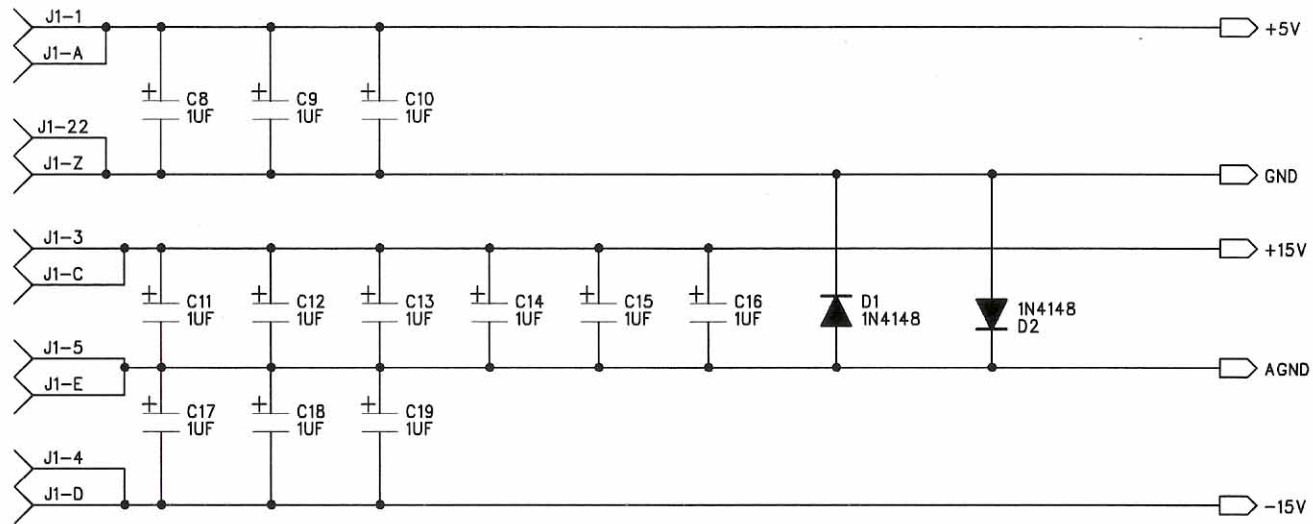 J1-1
+5V
J1-A
+ C8
1UF
+ C9
1UF
+ C10
1UF
J1-22
J1-Z
GND
J1-3
+15V
J1-C
+ C11
1UF
+ C12
1UF
+ C13
1UF
+ C14
1UF
+ C15
1UF
+ C16
1UF
D1
1N4148
1N4148
D2
J1-5
AGND
J1-E
+ C17
1UF
+ C18
1UF
+ C19
1UF
J1-4
J1-D
-15V